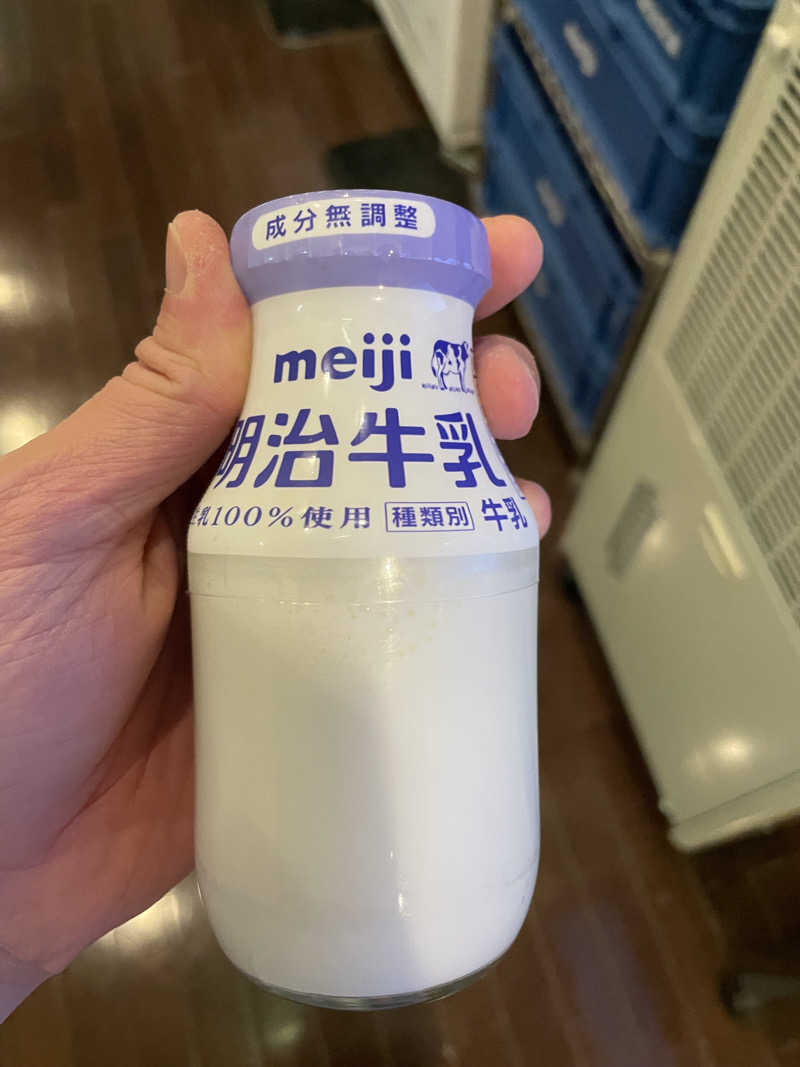 成分無調整
meiji
明治牛乳
生乳100%使用 種類別 牛乳